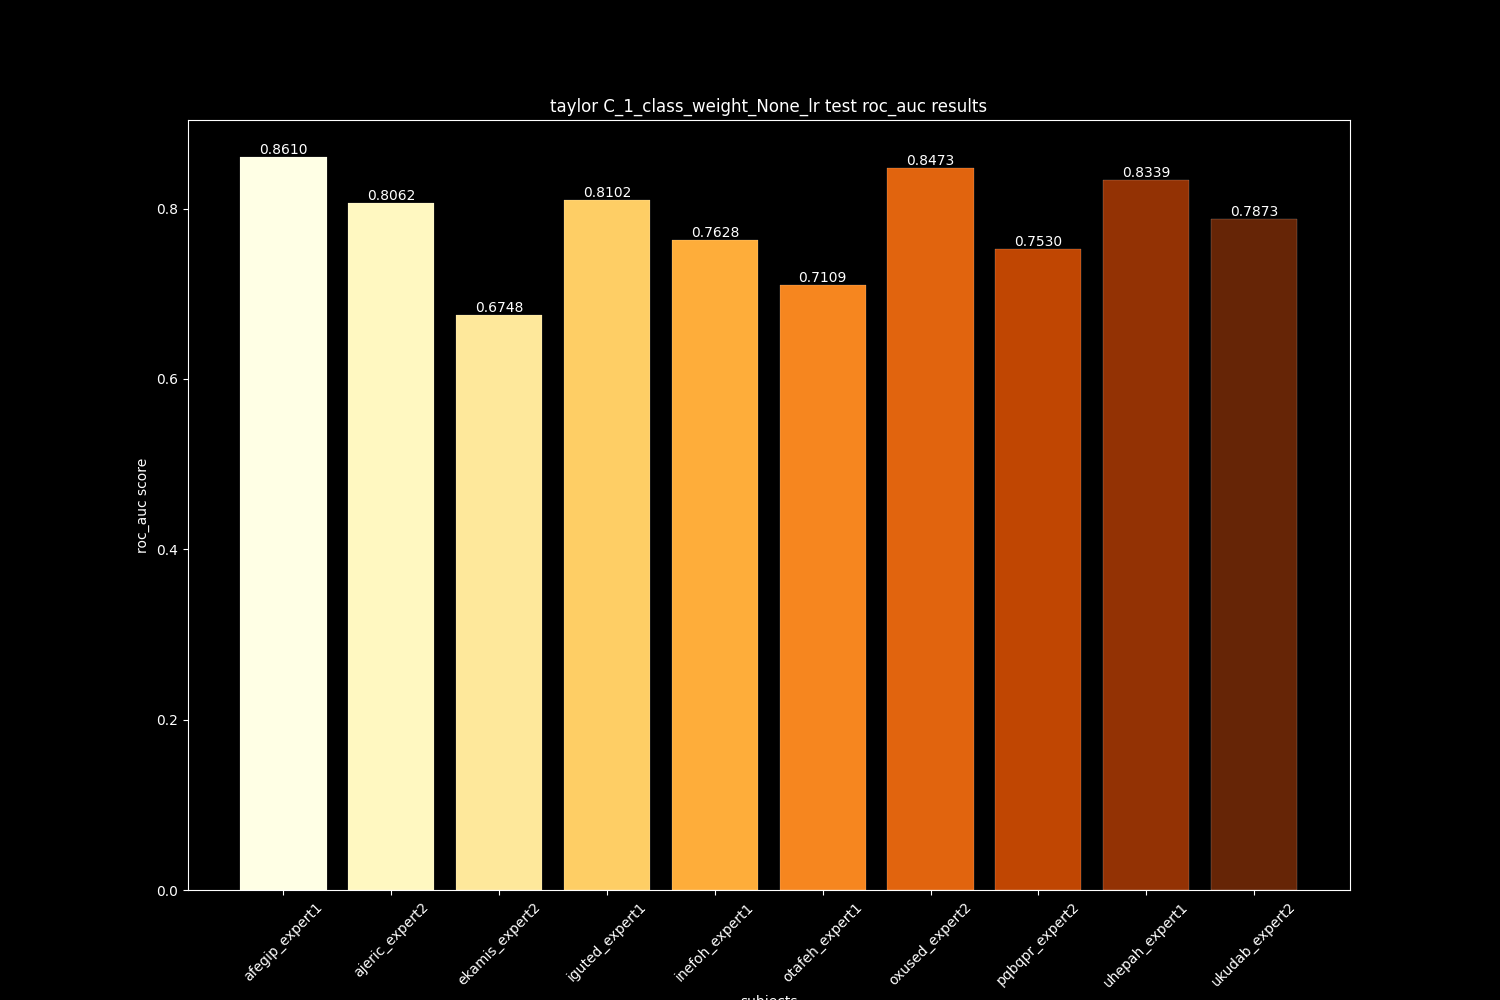 taylor C_1_class_weight_None_lr test roc_auc results
0.8610
0.8062
0.6748
0.8102
0.7628
0.7109
0.8473
0.7530
0.8339
0.7873
0.8
0.6
0.4
0.2
0.0
roc_auc score
afegip_expert1
ajeric_expert2
ekamis_expert2
iguted_expert1
inefoh_expert1
otafeh_expert1
oxused_expert2
pqbqpr_expert2
uhepah_expert1
ukudab_expert2
subjects